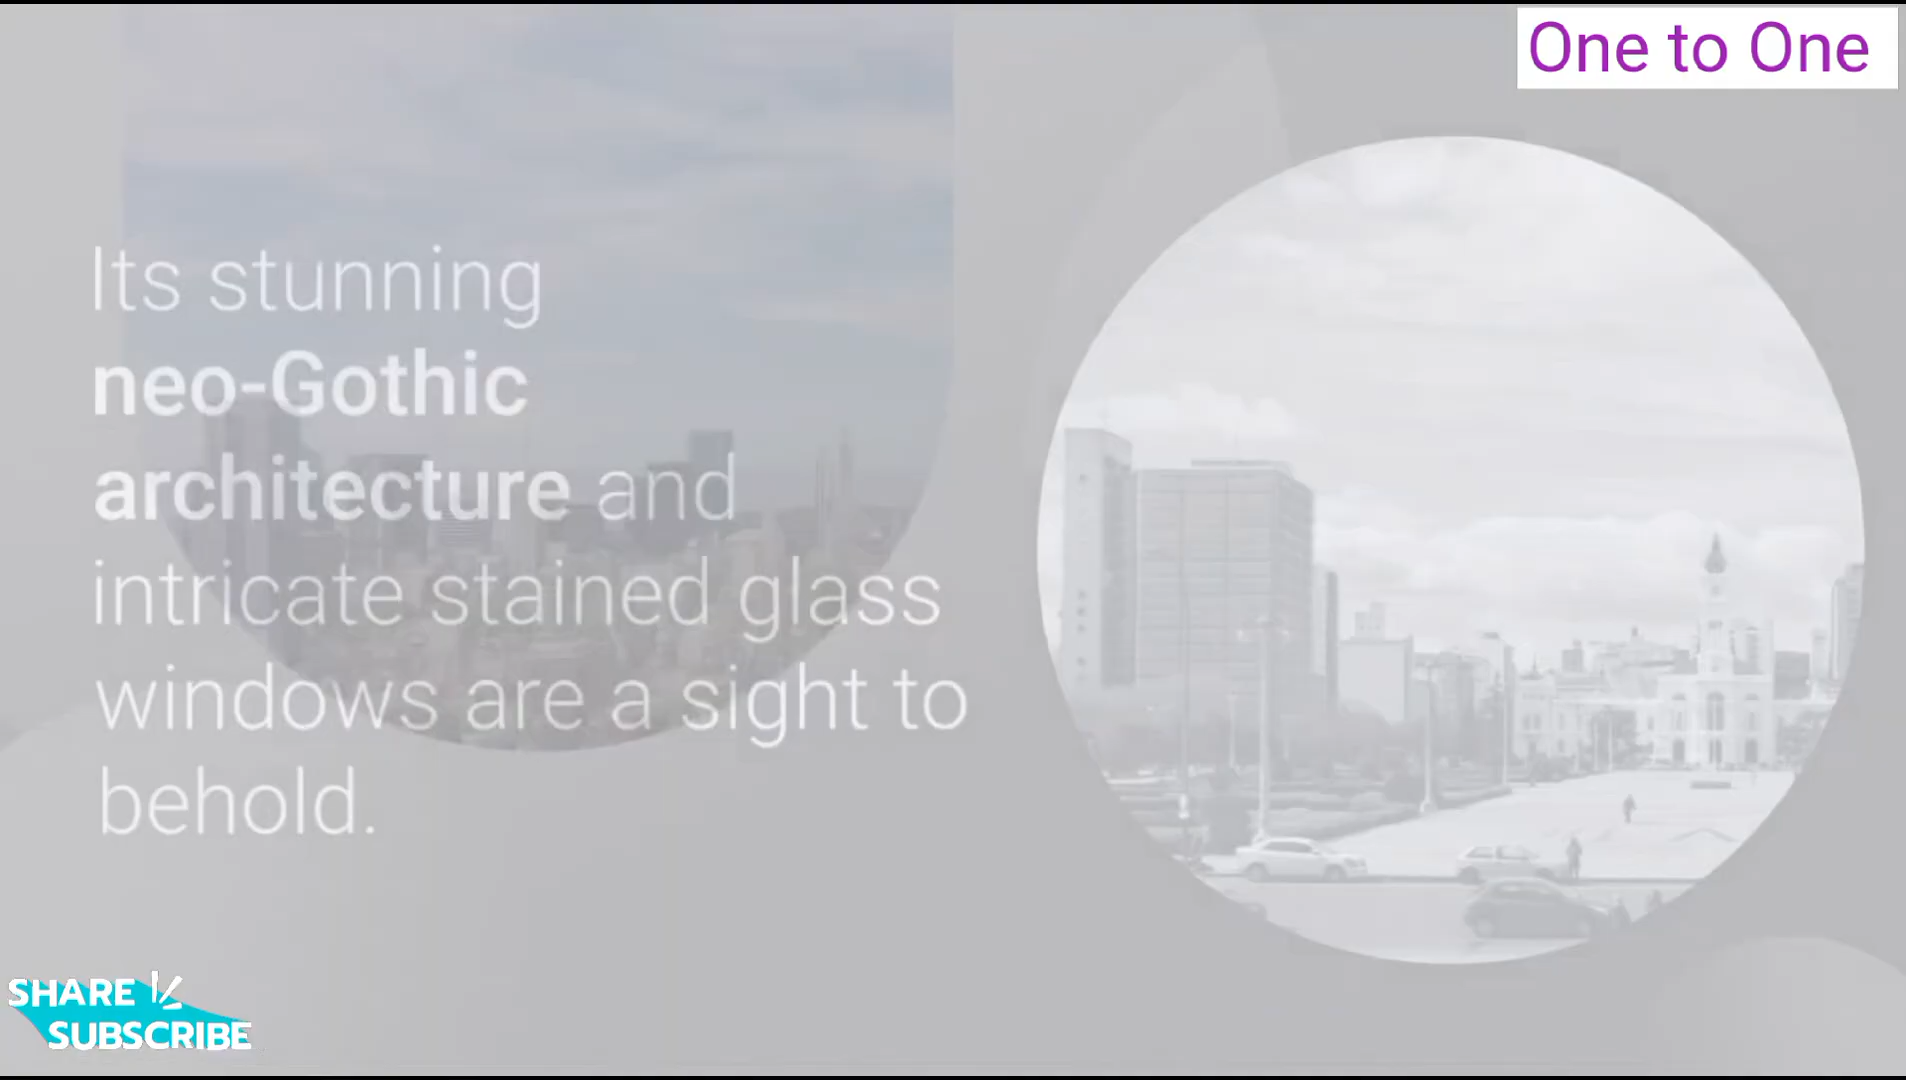 One to One
Its stunning
neo-Gothic
architecture and
intricate stained glass
windows are a sight to
behold.
SHARE
SUBSCRIBE